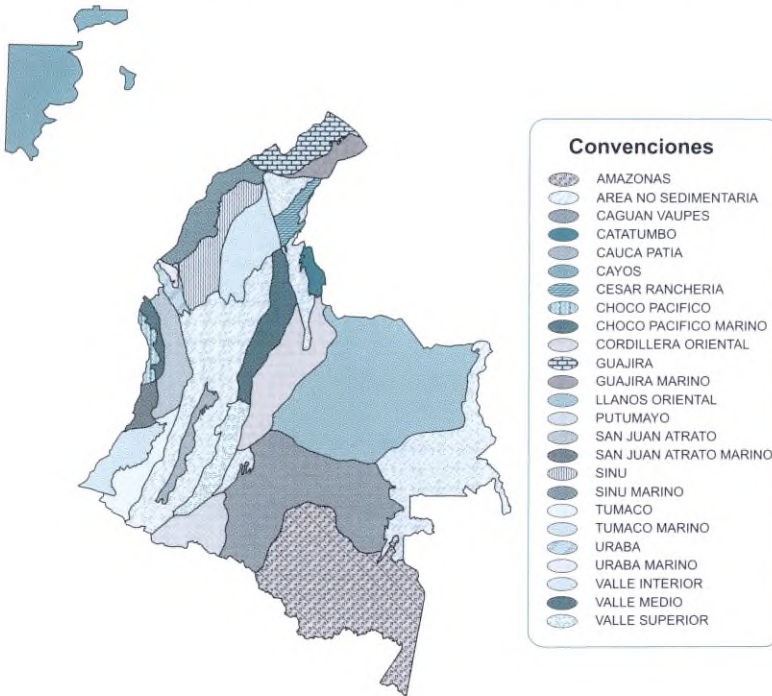 Convenciones
AMAZONAS
AREA NO SEDIMENTARIA
CAGUAN VAUPES
CATATUMBO
CAUCA PATIA
CAYOS
CESAR RANCHERIA
CHOCO PACIFICO
CHOCO PACIFICO MARINO
CORDILLERA ORIENTAL
GUAJIRA
GUAJIRA MARINO
LLANOS ORIENTAL
PUTUMAYO
SAN JUAN ATRATO
SAN JUAN ATRATO MARINO
SINU
SINU MARINO
TUMACO
TUMACO MARINO
URABA
URABA MARINO
VALLE INTERIOR
VALLE MEDIO
VALLE SUPERIOR